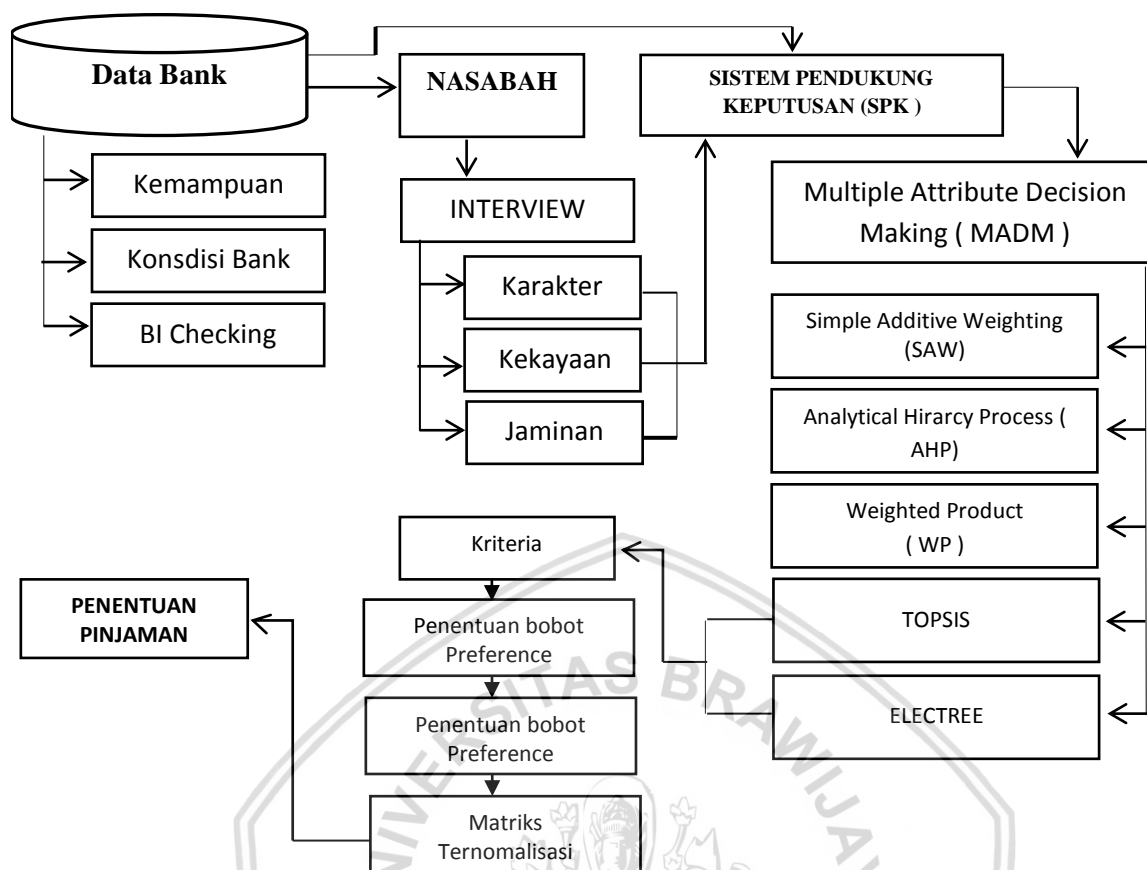 Data Bank
NASABAH
SISTEM PENDUKUNG
KEPUTUSAN (SPK )
Kemampuan
Konsdisi Bank
BI Checking
INTERVIEW
Karakter
Kekayaan
Jaminan
Multiple Attribute Decision
Making ( MADM )
Simple Additive Weighting
(SAW)
Analytical Hirarcy Process (
AHP)
Weighted Product
( WP )
TOPSIS
ELECTREE
Kriteria
Penentuan bobot
Preference
Penentuan bobot
Preference
Matriks
Ternomalisasi
PENENTUAN
PINJAMAN
UNIVERSITAS BRAWIJAY